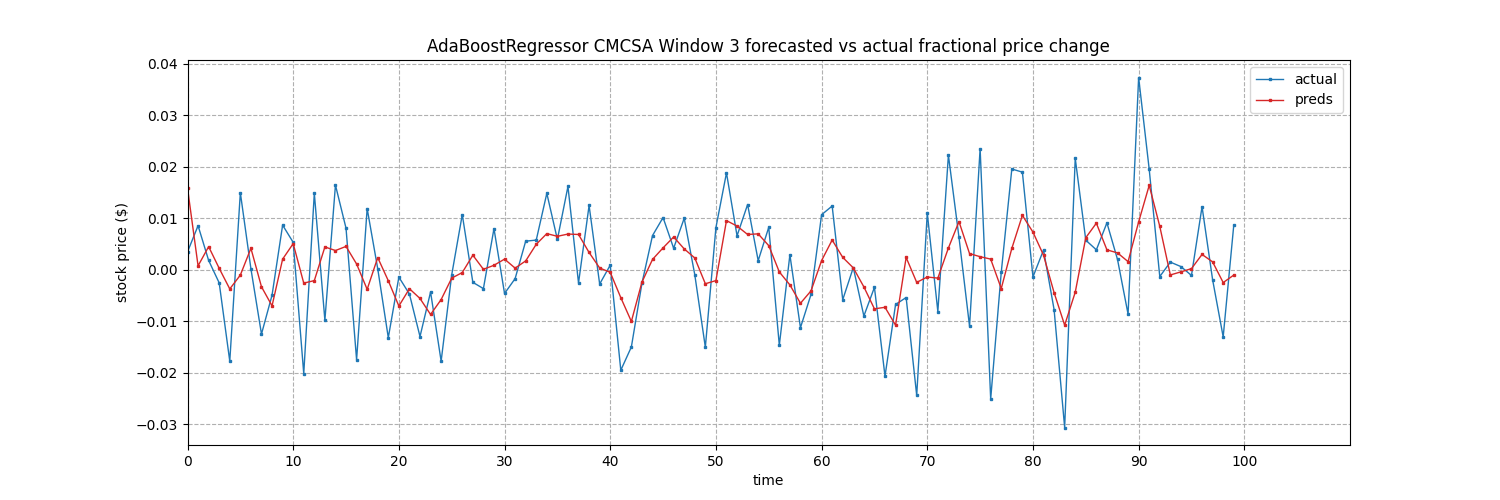 AdaBoostRegressor CMCSA Window 3 forecasted vs actual fractional price change
0.04
0.03
0.02
0.01
0.00
−0.01
−0.02
−0.03
stock price ($)
actual
preds
0 10 20 30 40 50 60 70 80 90 100
time